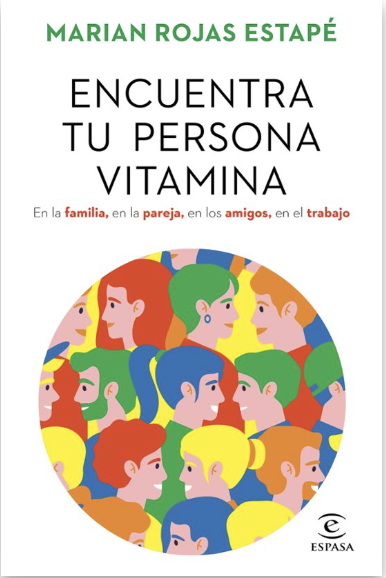 MARIAN ROJAS ESTAPÉ
ENCUENTRA
TU PERSONA
VITAMINA
En la familia, en la pareja, en los amigos, en el trabajo
e
ESPASA